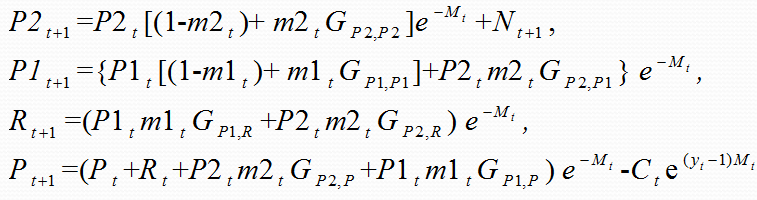 P2_{t+1}=P2_t[(1-m2_t)+ m2_t G_{P2,P2}]e^{-M_t}+N_{t+1},
P1_{t+1}={P1_t[(1-m1_t)+ m1_t G_{P1,P1}]+P2_t m2_t G_{P2,P1}} e^{-M_t},
R_{t+1}=(P1_t m1_t G_{P1,R}+P2_t m2_t G_{P2,R}) e^{-M_t},
P_{t+1}=(P_t+R_t+P2_t m2_t G_{P2,P}+P1_t m1_t G_{P1,P}) e^{-M_t}-C_t e^{(y_t-1)M_t}